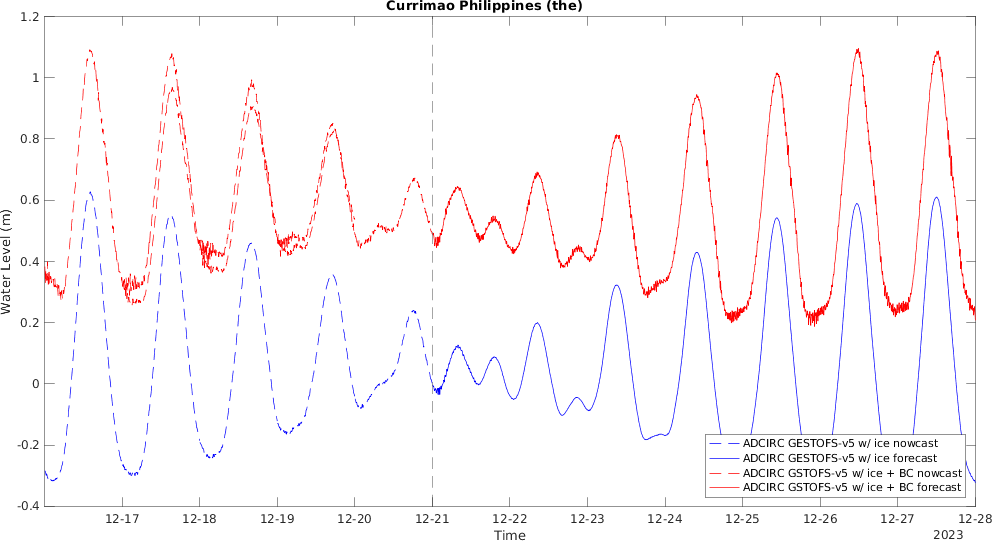 Currimao Philippines (the)
1.2
1
0.8
0.6
0.4
0.2
0
-0.2
-0.4
Water Level (m)
ADCIRC GESTOFS-v5 w/ ice nowcast
ADCIRC GESTOFS-v5 w/ ice forecast
ADCIRC GSTOFS-v5 w/ ice + BC nowcast
ADCIRC GSTOFS-v5 w/ ice + BC forecast
12-17 12-18 12-19 12-20 12-21 12-22 12-23 12-24 12-25 12-26 12-27 12-28
Time
2023